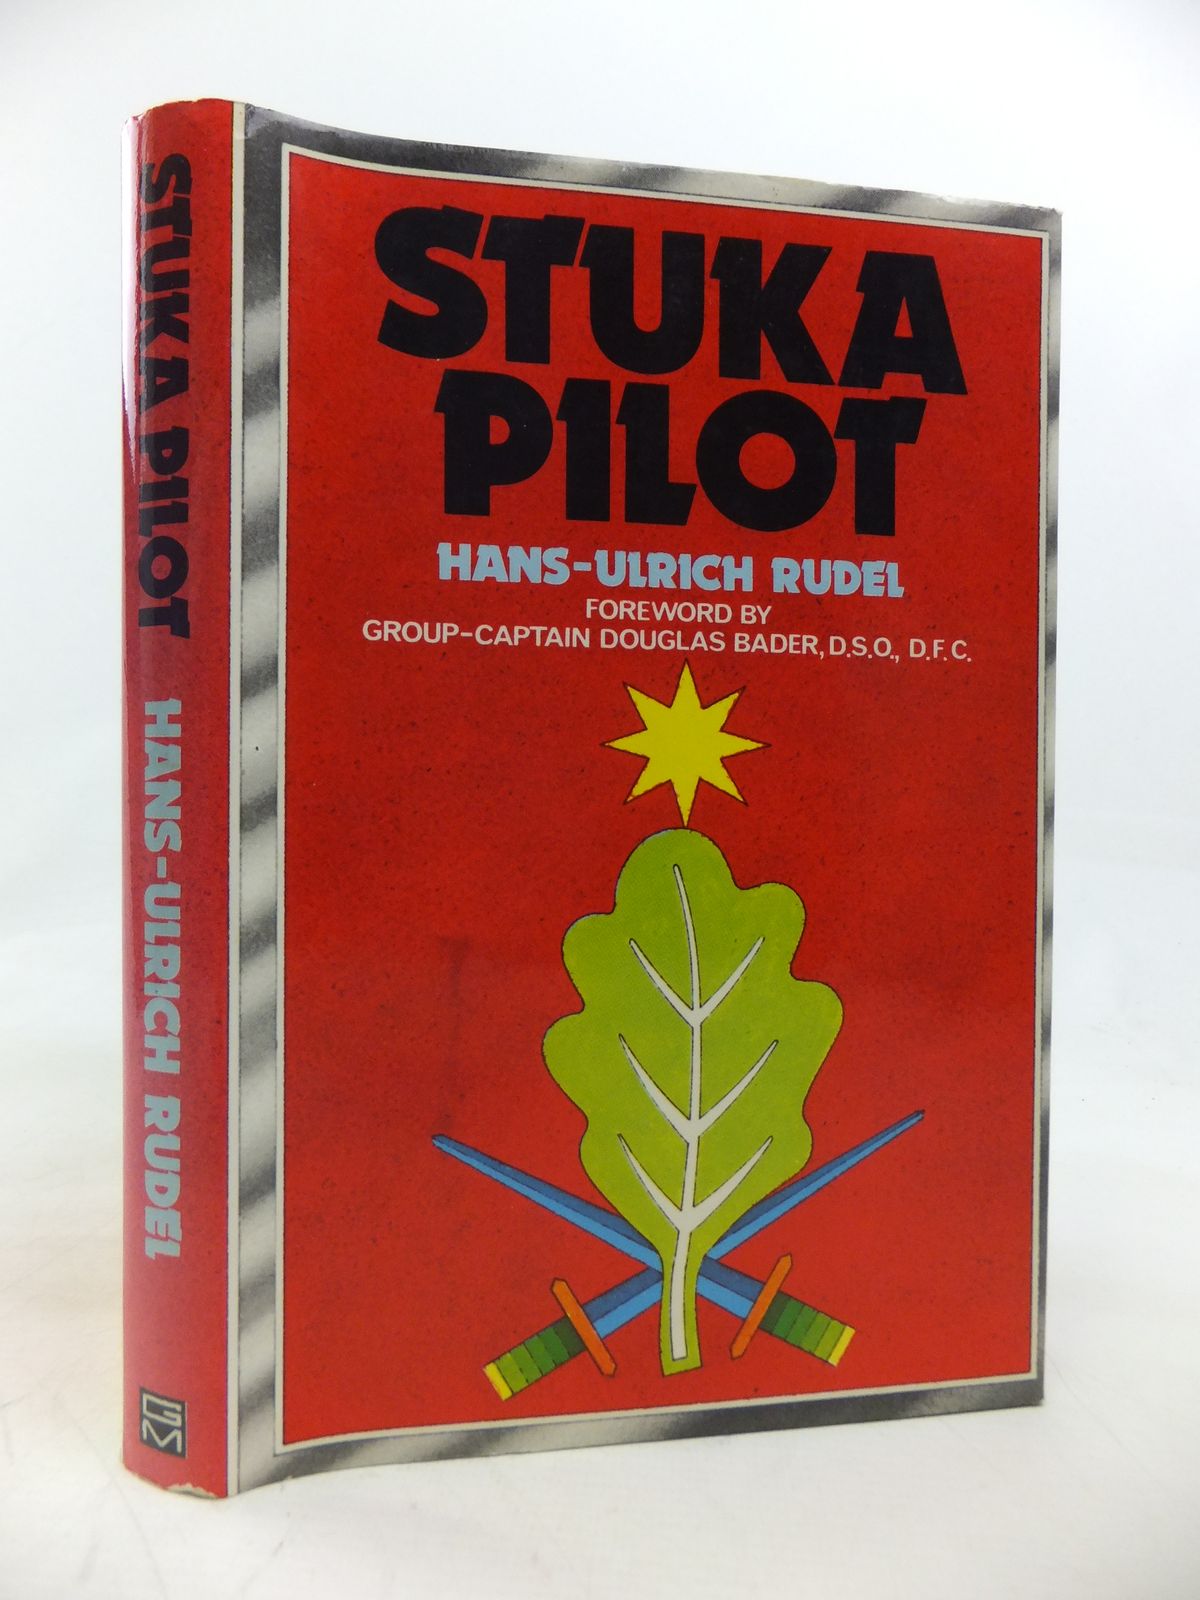 STUKA PILOT HANS-ULRICH RUDEL
GM
STUKA
PILOT
HANS-ULRICH RUDEL
FOREWORD BY
GROUP-CAPTAIN DOUGLAS BADER, D.S.O., D.F.C.